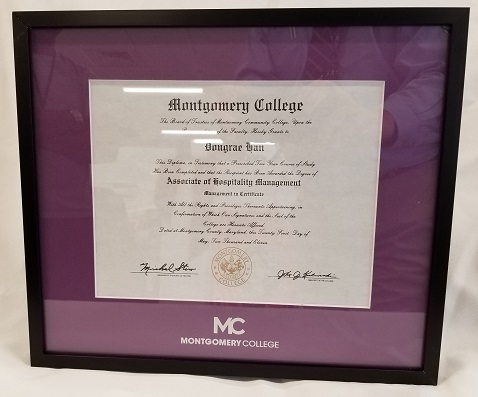 Montgomery College
The Board of Trustees of Montgomery Community College, Upon the
of the Faculty, Hereby Grants to
Dongrae Han
This Diploma, in Testimony that a Prescribed Two Year Course of Study
Has Been Completed and that the Recipient has Been Awarded the Degree of
Associate of Hospitality Management
Management in Certificate
With All the Rights and Privileges Thereunto Appertaining, in
Confirmation of Which Our Signatures and the Seal of the
College are Hereunto Affixed
Dated at Montgomery County, Maryland, this Twenty First Day of
May, Two Thousand and Eleven
MONTGOMERY
COLLEGE
MC
MONTGOMERY COLLEGE